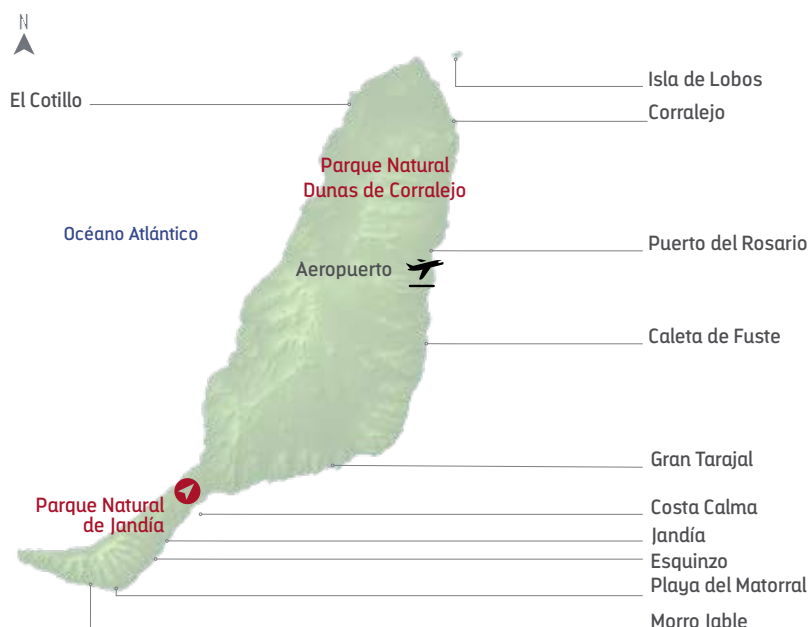 N
Isla de Lobos
El Cotillo
Corralejo
Parque Natural
Dunas de Corralejo
Océano Atlántico
Puerto del Rosario
Aeropuerto
Caleta de Fuste
Gran Tarajal
Parque Natural
de Jandía
Costa Calma
Jandía
Esquinzo
Playa del Matorral
Morro Jable